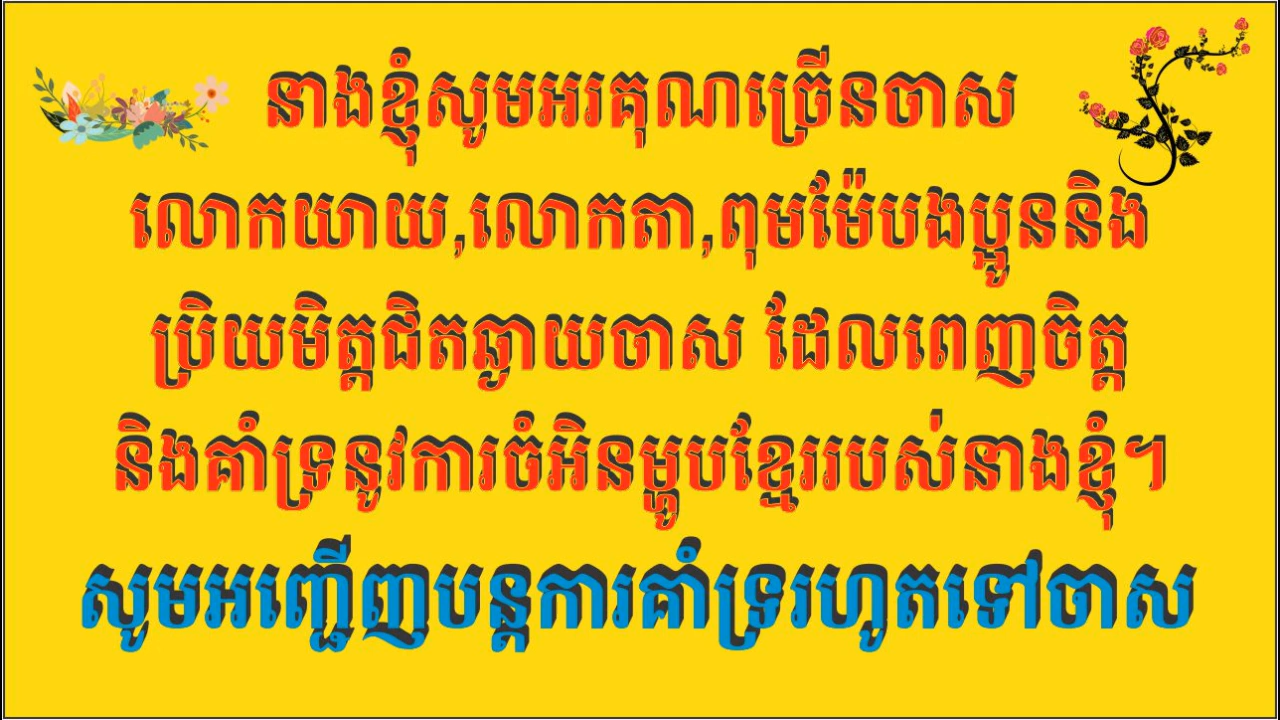 នាងខ្ញុំសូមអរគុណច្រើនចាស
លោកយាយ,លោកតា,ពុមម៉ែបងប្អូននិង
ប្រិយមិត្តជិតឆ្ងាយចាស ដែលពេញចិត្ត
និងគាំទ្រនូវការចំអិនម្ហូបខ្មែររបស់នាងខ្ញុំ។
សូមអញ្ជើញបន្តការគាំទ្ររហូតទៅចាស